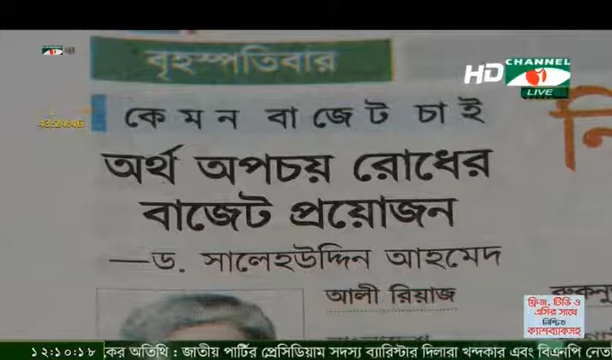 বৃহস্পতিবার
HD CHANNEL
LIVE
কেমন বাজেট চাই
অর্থ অপচয় রোধের
বাজেট প্রয়োজন
—ড. সালেহউদ্দিন আহমেদ
আলী রিয়াজ
ফ্রিজ, টিভি ও
এসির সাথে
নিশ্চিত
ক্যাশব্যাকসহ
১২:১০:১৮ কের অতিথি : জাতীয় পার্টির প্রেসিডিয়াম সদস্য ব্যারিস্টার দিলারা খন্দকার এবং বিএনপি নেত